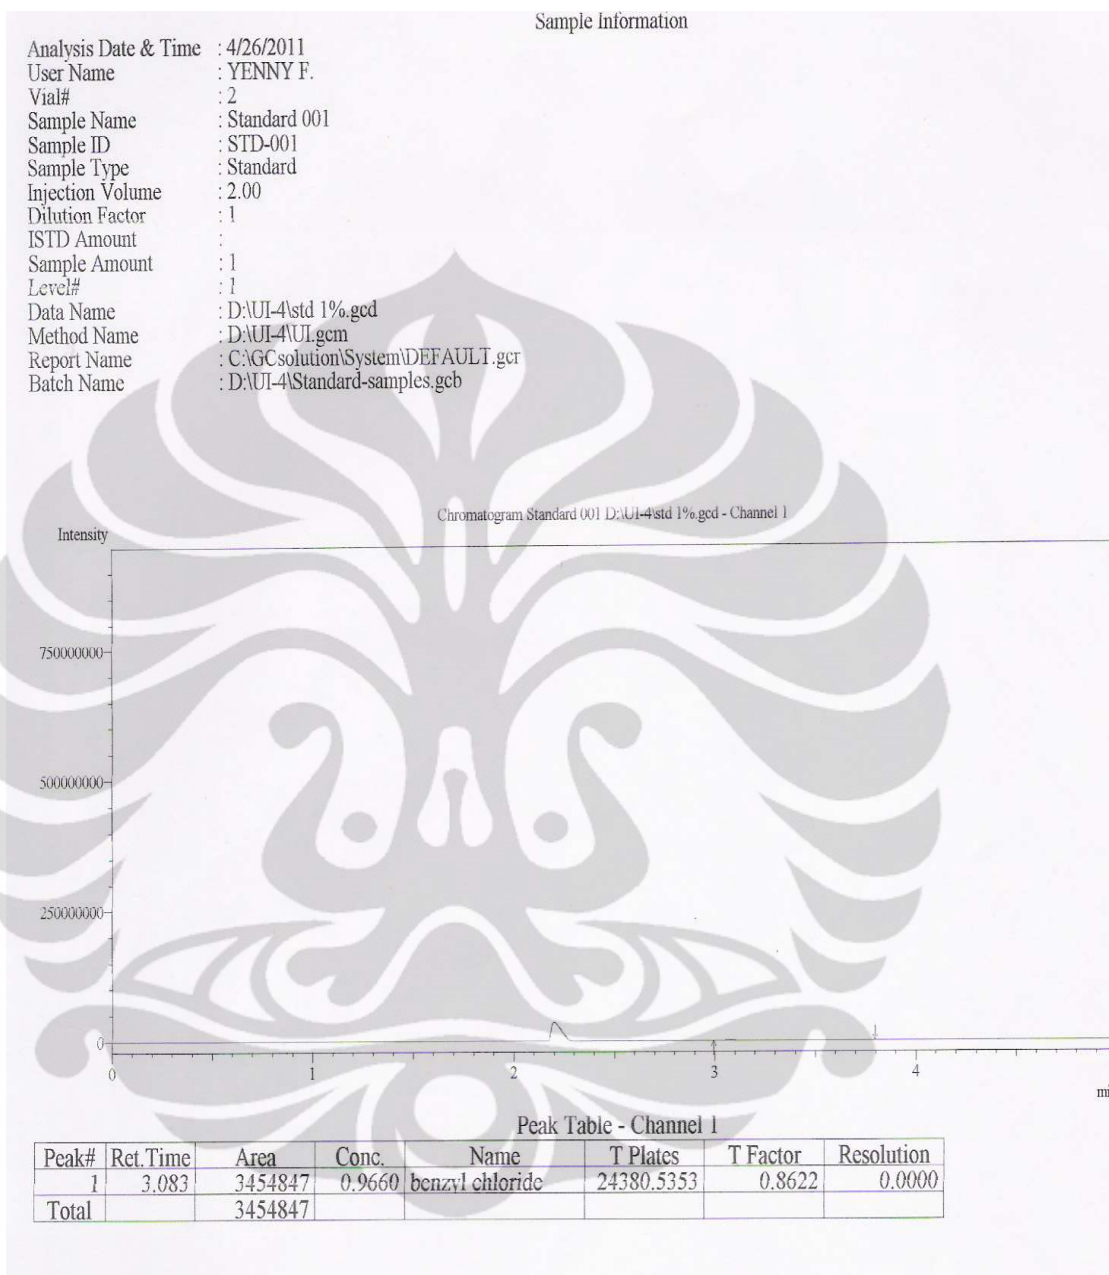 Sample Information
Analysis Date & Time : 4/26/2011
User Name : YENNY F.
Vial# : 2
Sample Name : Standard 001
Sample ID : STD-001
Sample Type : Standard
Injection Volume : 2.00
Dilution Factor : 1
ISTD Amount :
Sample Amount : 1
Level# : 1
Data Name : D:\UI-4\std 1%.gcd
Method Name : D:\UI-4\UI.gcm
Report Name : C:\GCsolution\System\DEFAULT.gcr
Batch Name : D:\UI-4\Standard-samples.gcb
Chromatogram Standard 001 D:\UI-4\std 1%.gcd - Channel 1
Intensity
750000000
500000000
250000000
0
0 1 2 3 4
mi
Peak Table - Channel 1
Peak# Ret.Time Area Conc. Name T Plates T Factor Resolution
1 3.083 3454847 0.9660 benzyl chloride 24380.5353 0.8622 0.0000
Total 3454847